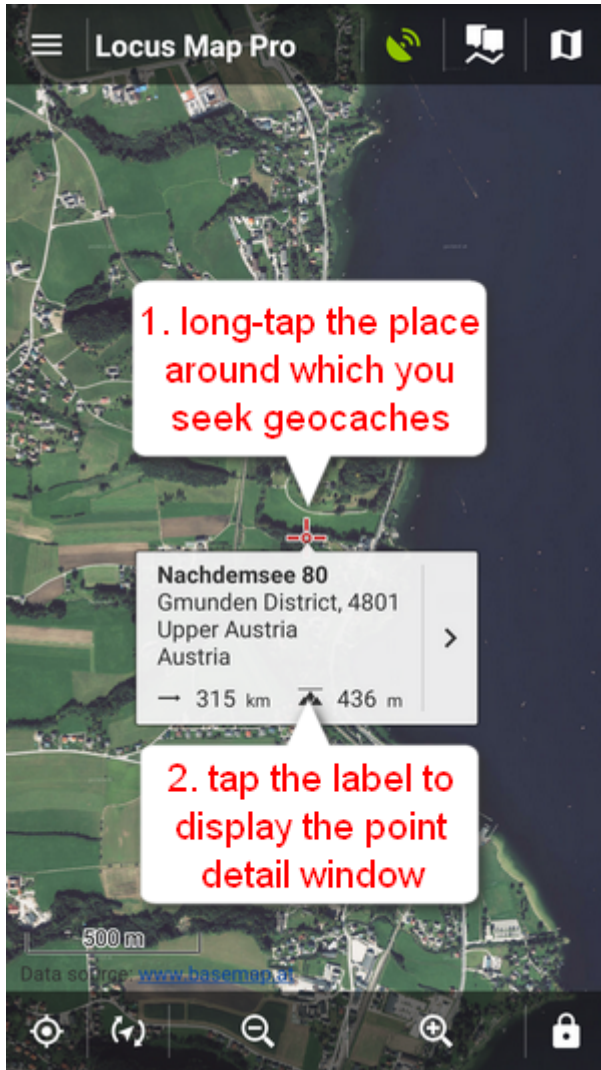 Locus Map Pro
1. long-tap the place
around which you
seek geocaches
Nachdemsee 80
Gmunden District, 4801
Upper Austria
Austria
315 km 436 m
2. tap the label to
display the point
detail window
500 m
Data source: www.basemap.at